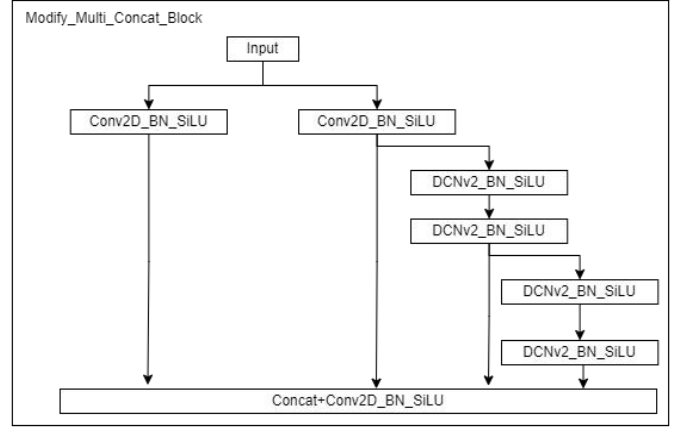 Modify_Multi_Concat_Block
Input
Conv2D_BN_SiLU
Conv2D_BN_SiLU
DCNv2_BN_SiLU
DCNv2_BN_SiLU
DCNv2_BN_SiLU
DCNv2_BN_SiLU
Concat+Conv2D_BN_SiLU